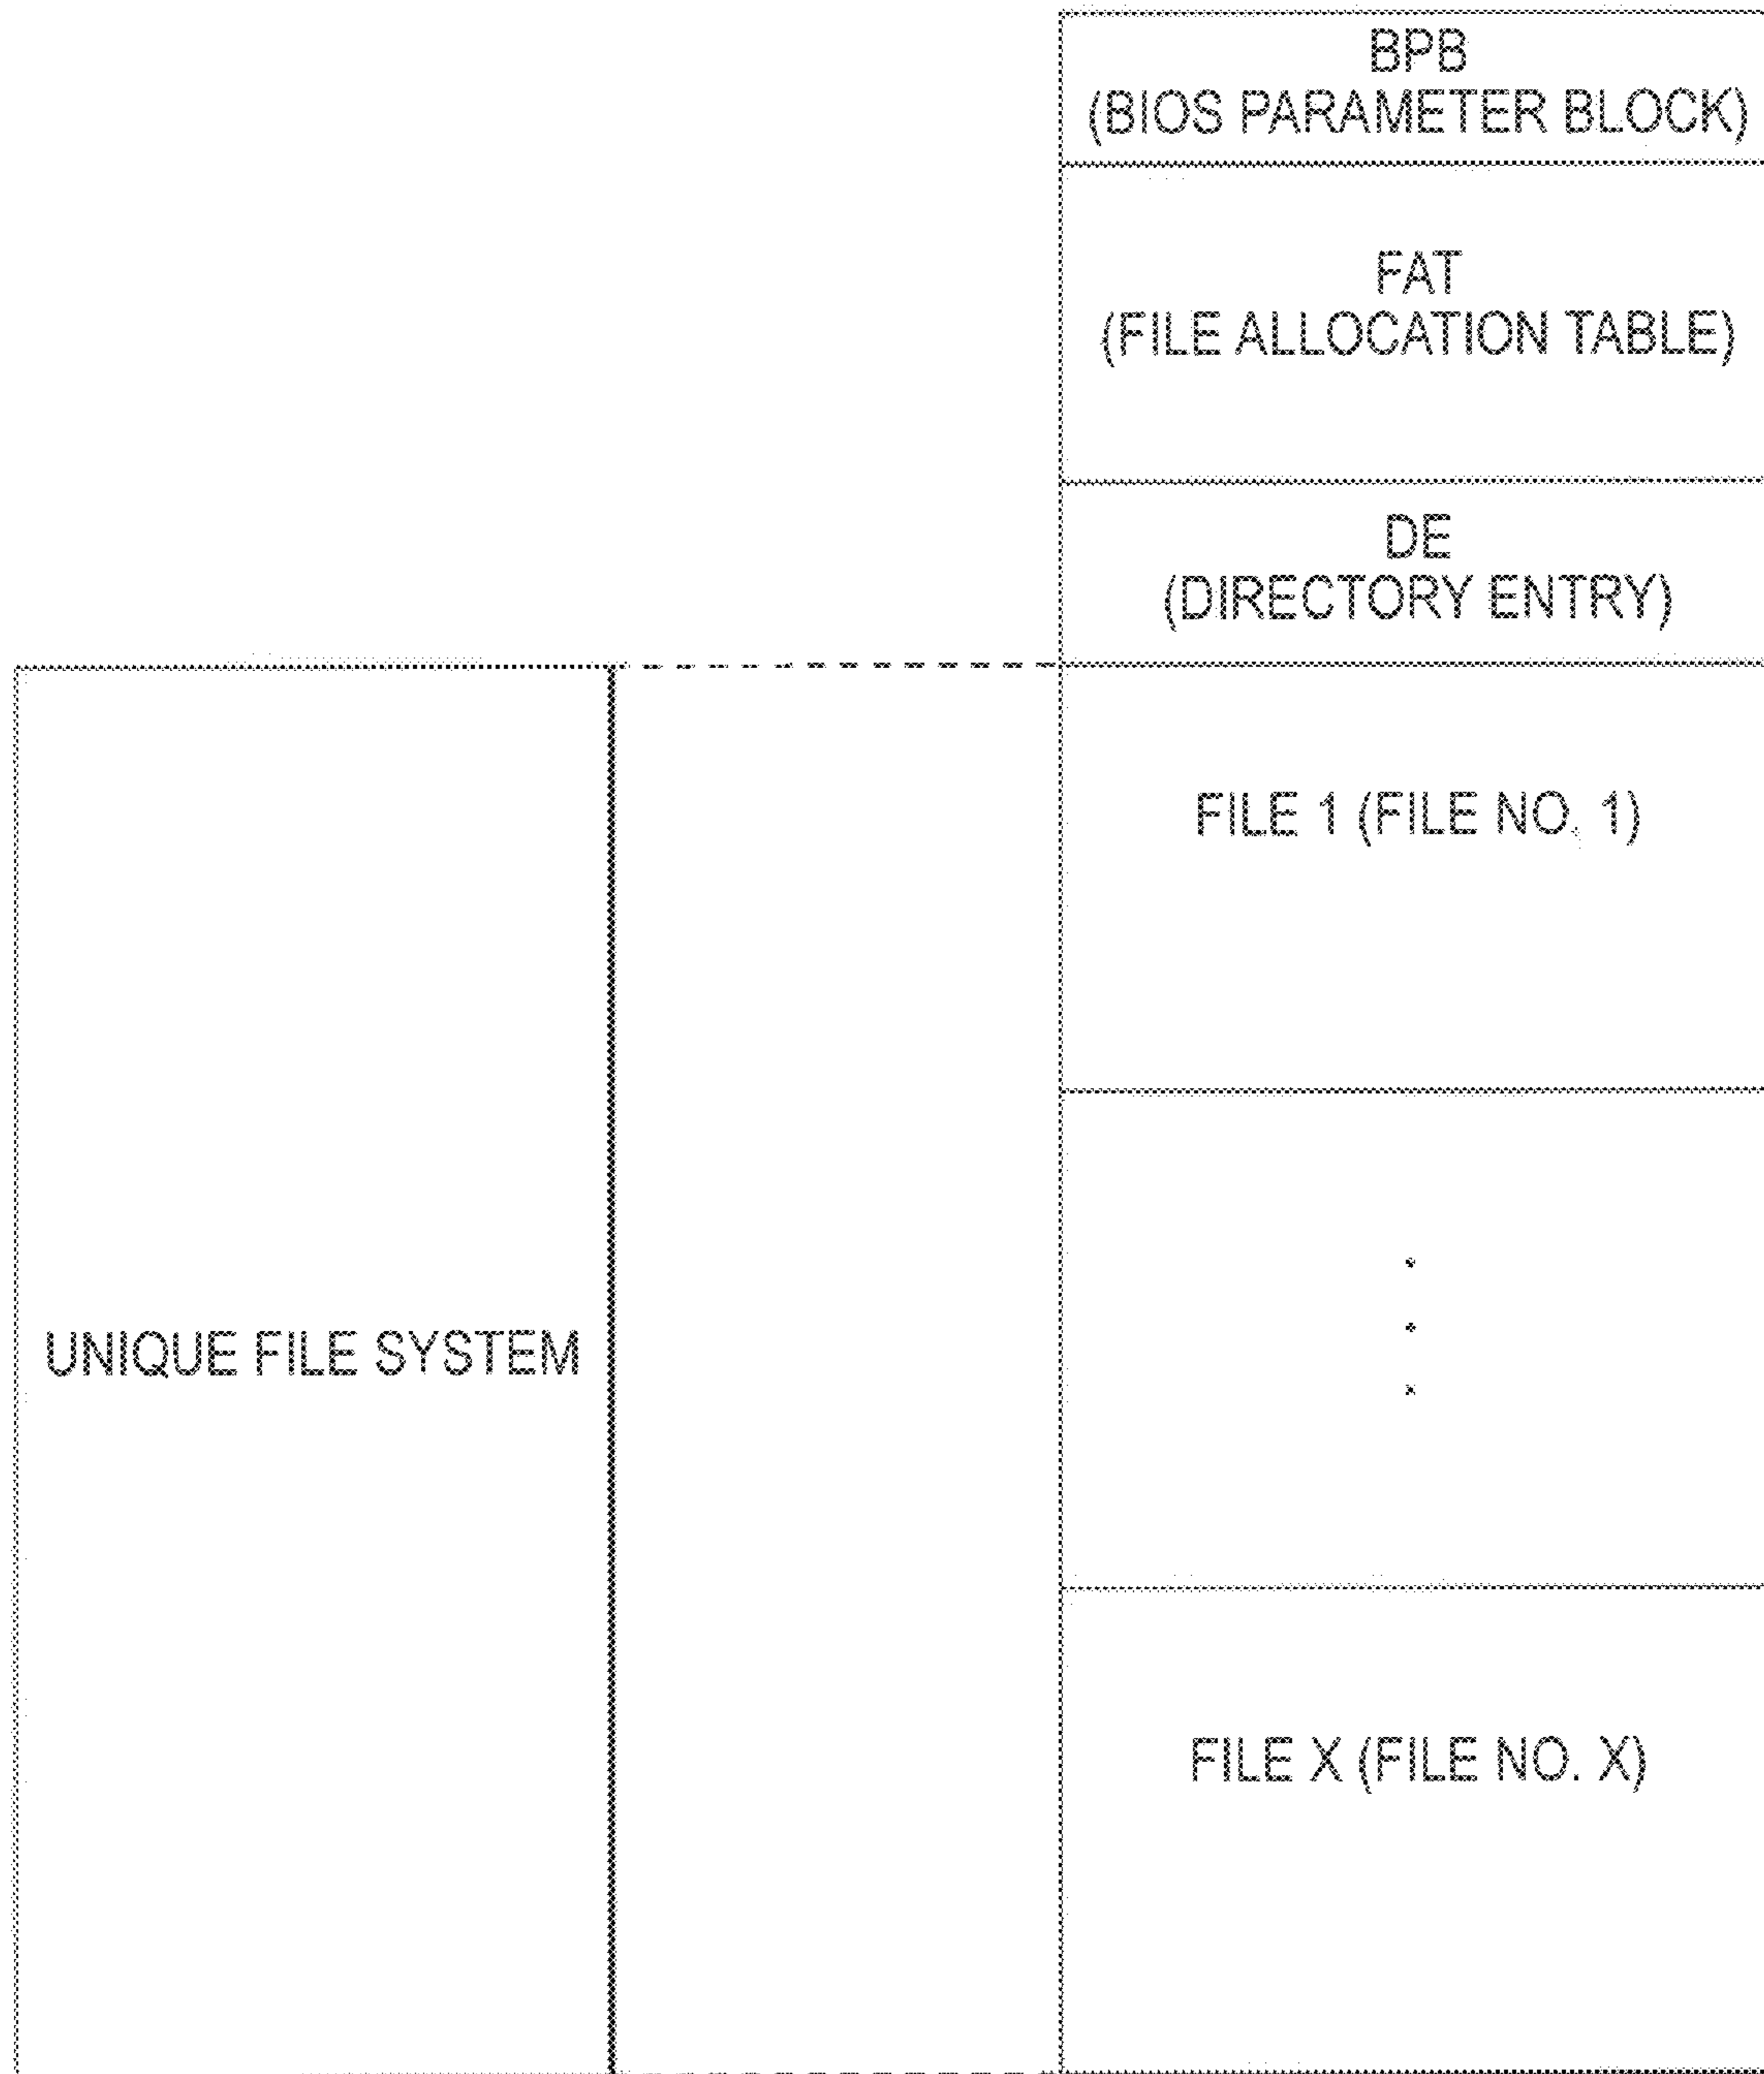 BPB
(BIOS PARAMETER BLOCK)
FAT
(FILE ALLOCATION TABLE)
DE
(DIRECTORY ENTRY)
FILE 1 (FILE NO. 1)
UNIQUE FILE SYSTEM
FILE X (FILE NO. X)